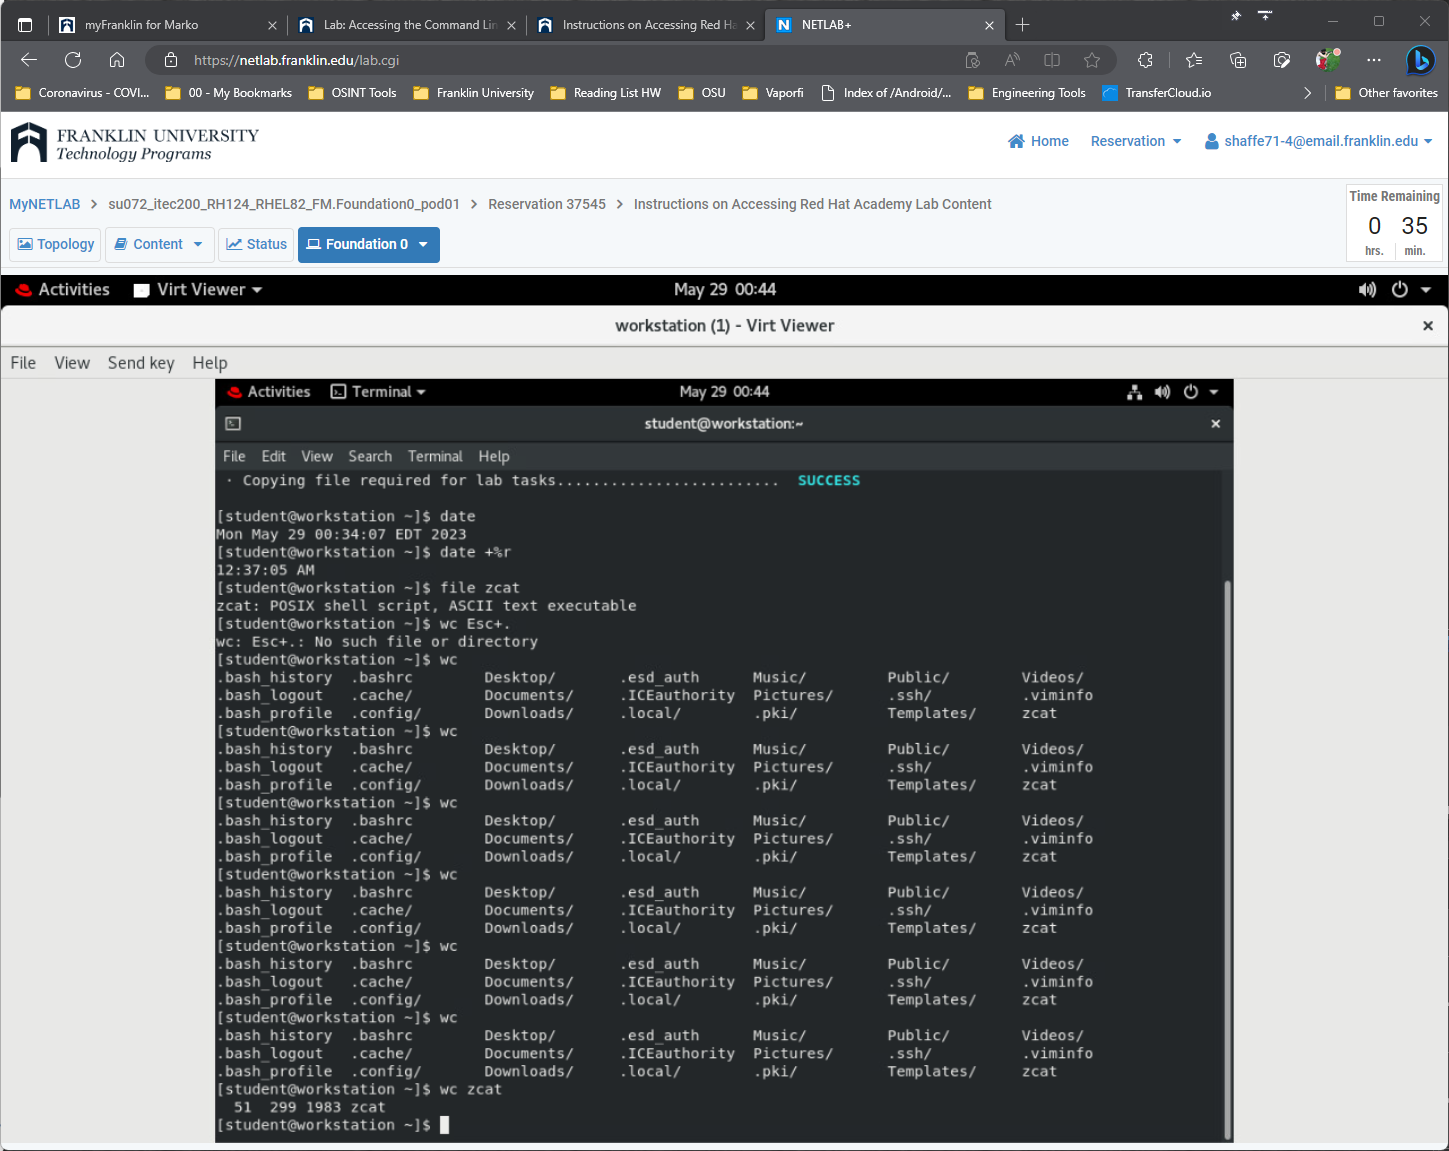 myFranklin for Marko
Lab: Accessing the Command Lin
Instructions on Accessing Red Ha
NETLAB+
https://netlab.franklin.edu/lab.cgi
Coronavirus - COVI...
00 - My Bookmarks
OSINT Tools
Franklin University
Reading List HW
OSU
Vaporfi
Index of /Android/...
Engineering Tools
TransferCloud.io
Other favorites
FRANKLIN UNIVERSITY
Technology Programs
Home
Reservation
shaffe71-4@email.franklin.edu
MyNETLAB > su072_itec200_RH124_RHEL82_FM.Foundation0_pod01 > Reservation 37545 > Instructions on Accessing Red Hat Academy Lab Content
Time Remaining
0 35
hrs. min.
Topology
Content
Status
Foundation 0
Activities Virt Viewer May 29 00:44
workstation (1) - Virt Viewer
File View Send key Help
Activities Terminal May 29 00:44
student@workstation:~
File Edit View Search Terminal Help
· Copying file required for lab tasks......................... SUCCESS
[student@workstation ~]$ date
Mon May 29 00:34:07 EDT 2023
[student@workstation ~]$ date +%r
12:37:05 AM
[student@workstation ~]$ file zcat
zcat: POSIX shell script, ASCII text executable
[student@workstation ~]$ wc Esc+.
wc: Esc+.: No such file or directory
[student@workstation ~]$ wc
.bash_history .bashrc Desktop/ .esd_auth Music/ Public/ Videos/
.bash_logout .cache/ Documents/ .ICEauthority Pictures/ .ssh/ .viminfo
.bash_profile .config/ Downloads/ .local/ .pki/ Templates/ zcat
[student@workstation ~]$ wc
.bash_history .bashrc Desktop/ .esd_auth Music/ Public/ Videos/
.bash_logout .cache/ Documents/ .ICEauthority Pictures/ .ssh/ .viminfo
.bash_profile .config/ Downloads/ .local/ .pki/ Templates/ zcat
[student@workstation ~]$ wc
.bash_history .bashrc Desktop/ .esd_auth Music/ Public/ Videos/
.bash_logout .cache/ Documents/ .ICEauthority Pictures/ .ssh/ .viminfo
.bash_profile .config/ Downloads/ .local/ .pki/ Templates/ zcat
[student@workstation ~]$ wc
.bash_history .bashrc Desktop/ .esd_auth Music/ Public/ Videos/
.bash_logout .cache/ Documents/ .ICEauthority Pictures/ .ssh/ .viminfo
.bash_profile .config/ Downloads/ .local/ .pki/ Templates/ zcat
[student@workstation ~]$ wc
.bash_history .bashrc Desktop/ .esd_auth Music/ Public/ Videos/
.bash_logout .cache/ Documents/ .ICEauthority Pictures/ .ssh/ .viminfo
.bash_profile .config/ Downloads/ .local/ .pki/ Templates/ zcat
[student@workstation ~]$ wc
.bash_history .bashrc Desktop/ .esd_auth Music/ Public/ Videos/
.bash_logout .cache/ Documents/ .ICEauthority Pictures/ .ssh/ .viminfo
.bash_profile .config/ Downloads/ .local/ .pki/ Templates/ zcat
[student@workstation ~]$ wc zcat
51 299 1983 zcat
[student@workstation ~]$